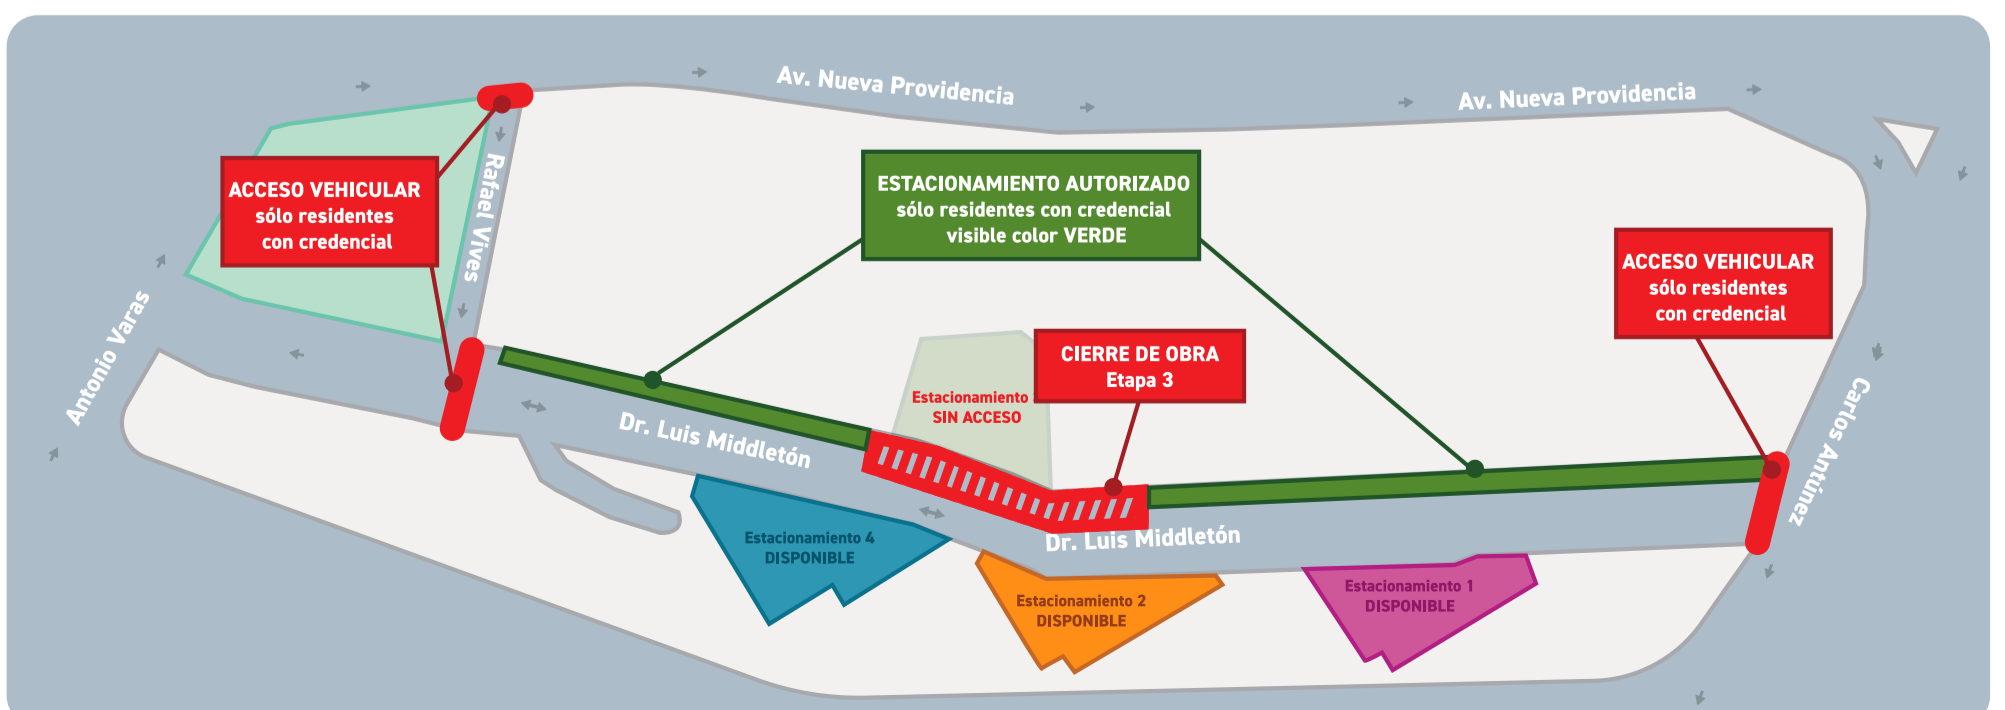 Av. Nueva Providencia
Av. Nueva Providencia
Rafael Vives
ACCESO VEHICULAR
sólo residentes
con credencial
ESTACIONAMIENTO AUTORIZADO
sólo residentes con credencial
visible color VERDE
ACCESO VEHICULAR
sólo residentes
con credencial
Antonio Varas
CIERRE DE OBRA
Etapa 3
Estacionamiento
SIN ACCESO
Carlos Antúnez
Dr. Luis Middletón
Dr. Luis Middletón
Estacionamiento 4
DISPONIBLE
Estacionamiento 2
DISPONIBLE
Estacionamiento 1
DISPONIBLE